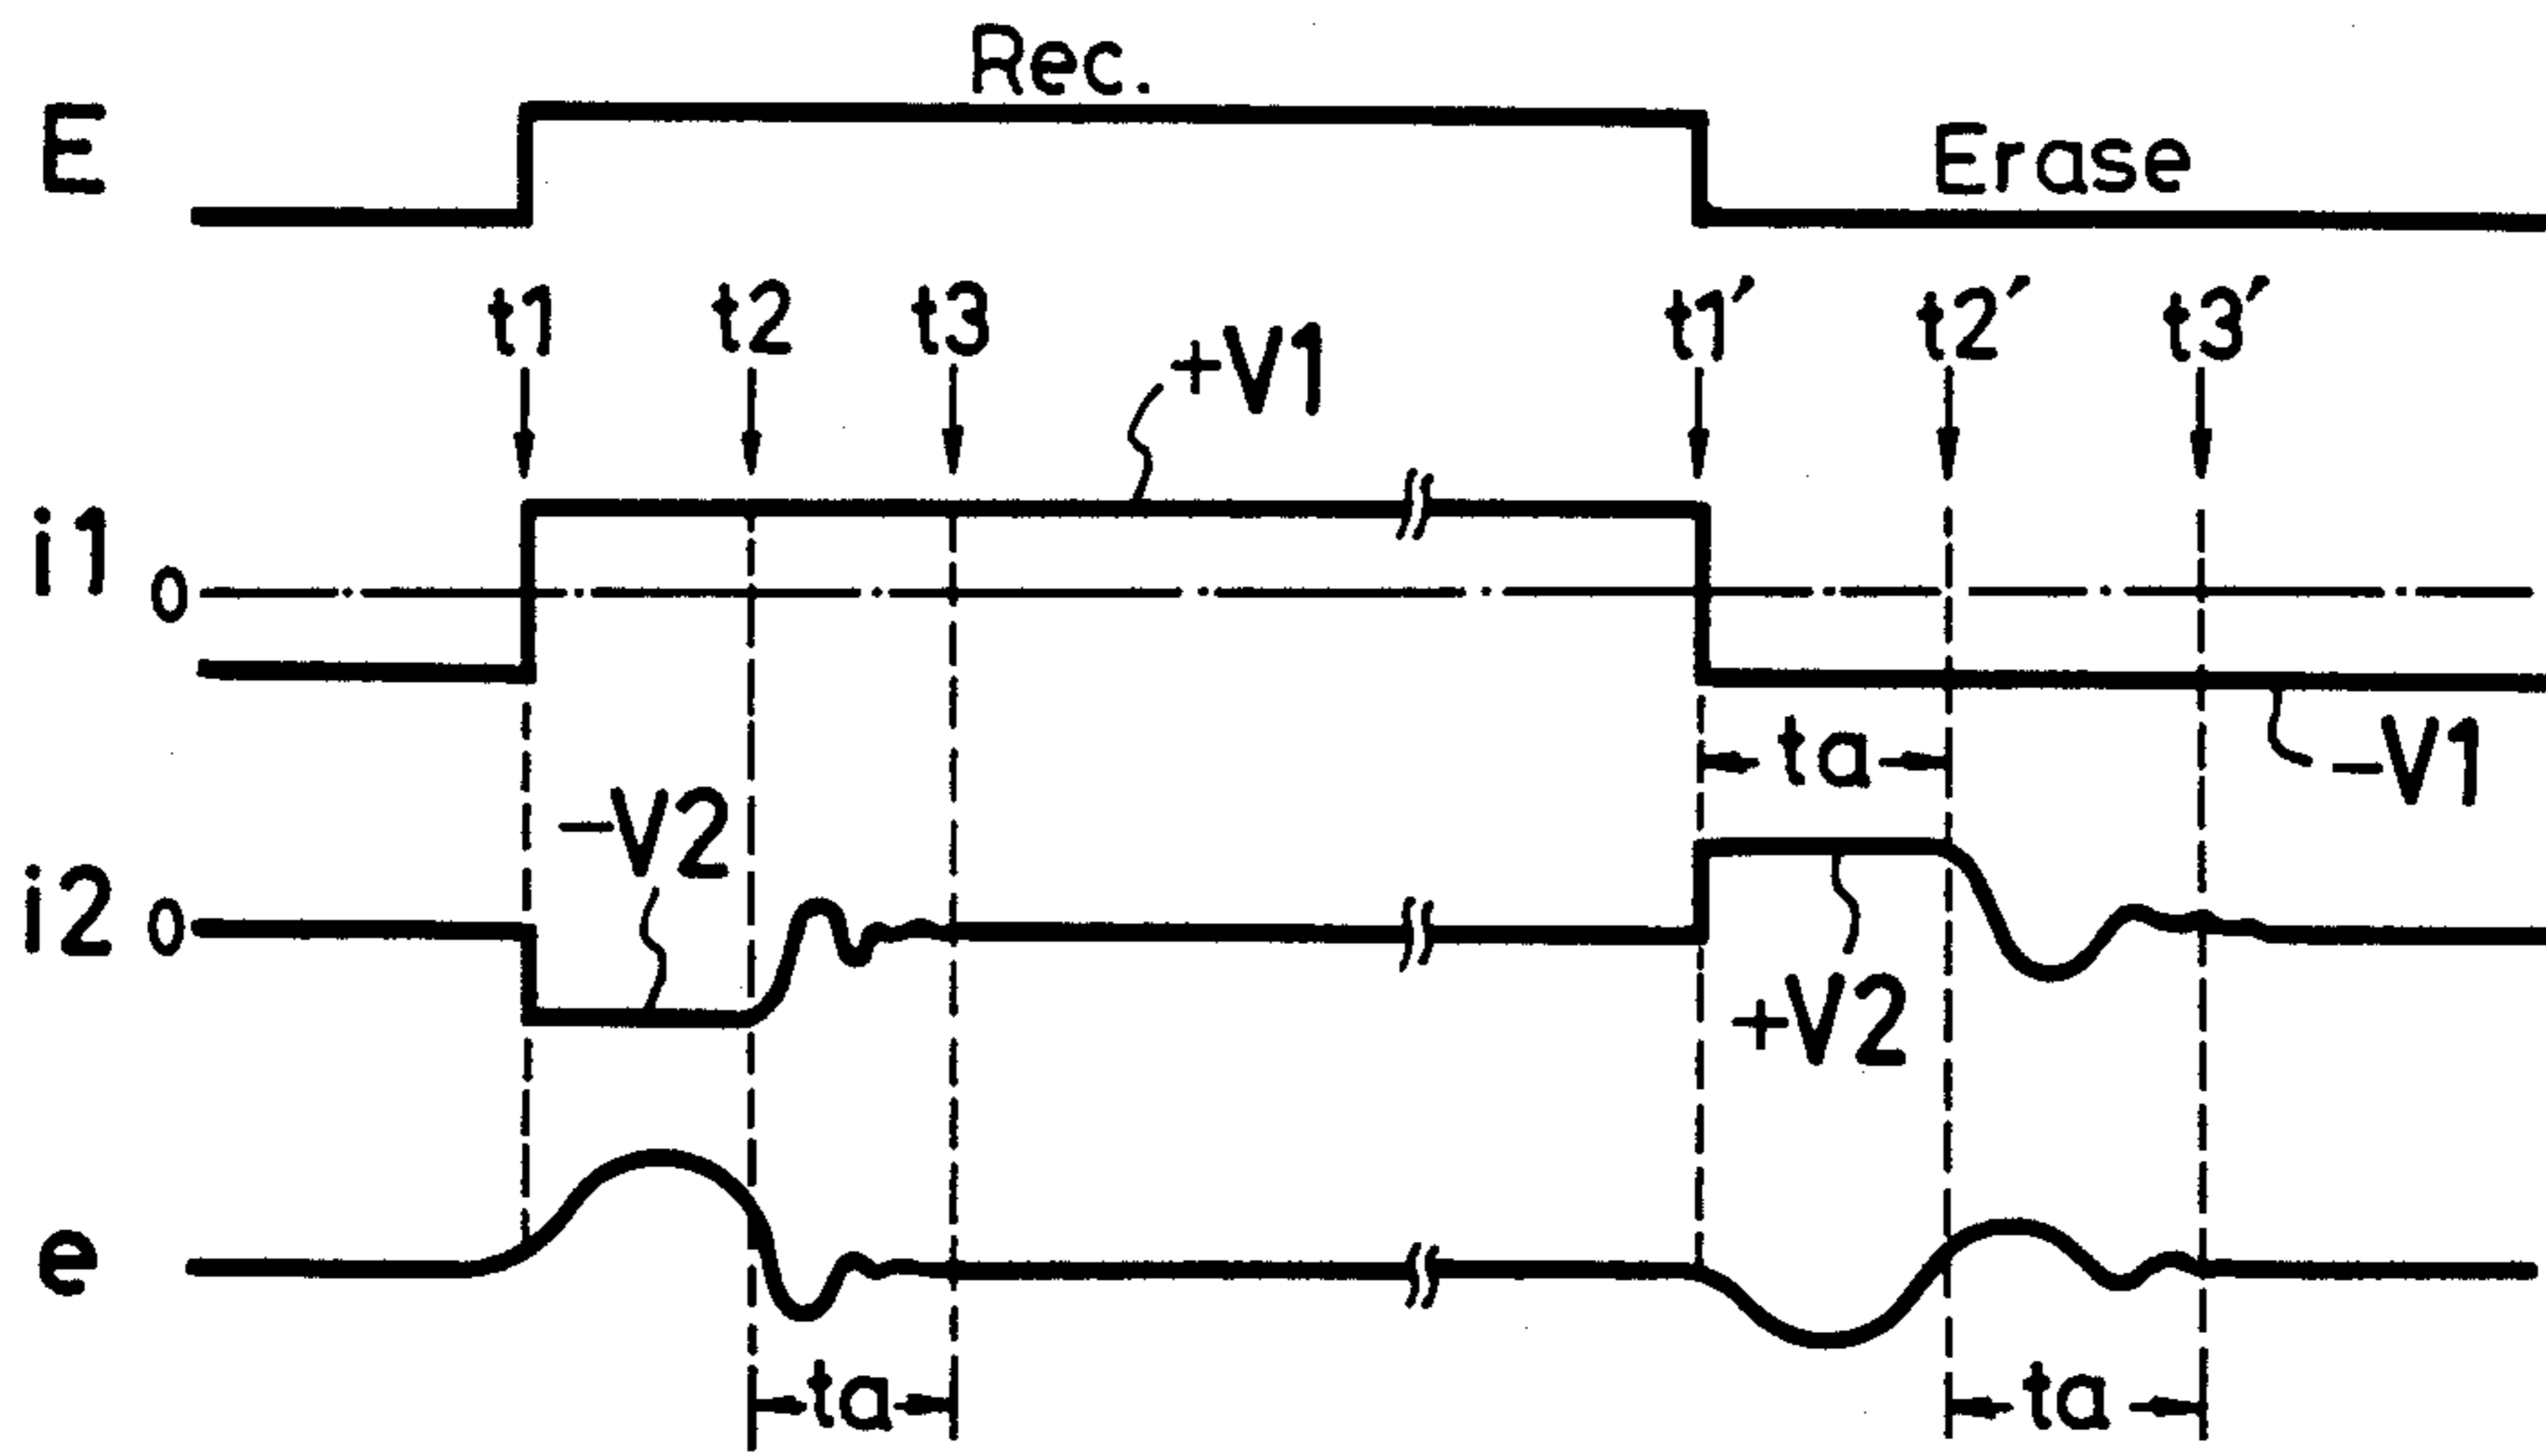 Rec.
E
Erase
t1 t2 t3 t1′ t2′ t3′
+V1
i1 0
ta
-V1
-V2
i2 0
+V2
e
ta ta